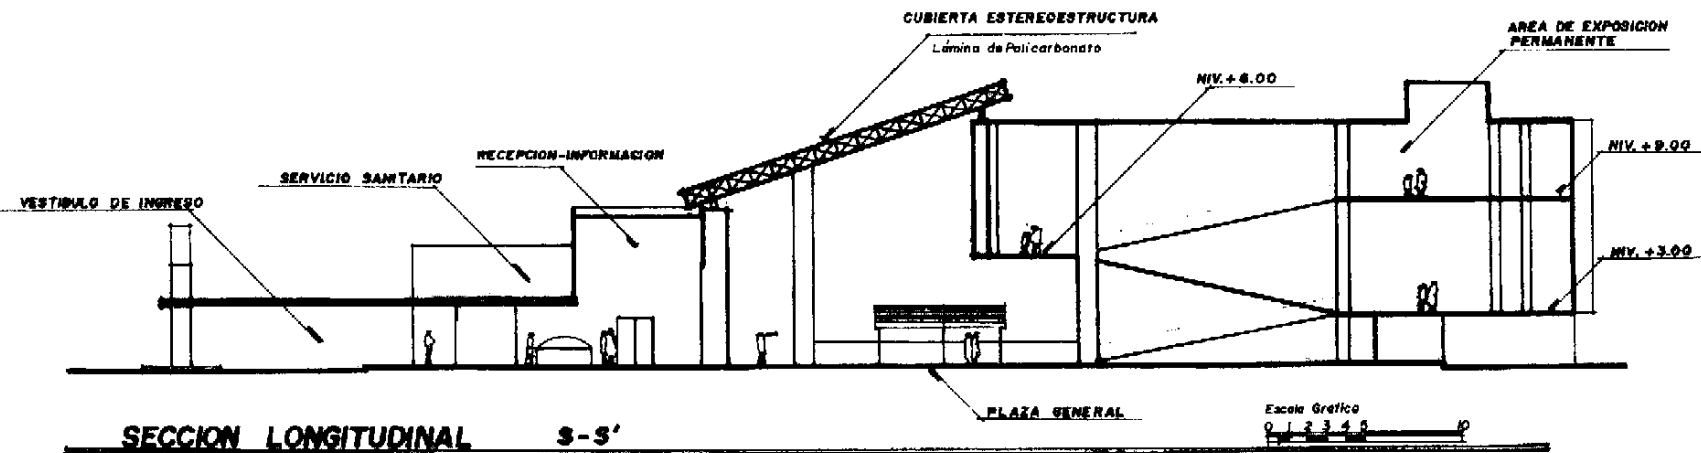 CUBIERTA ESTEREOESTRUCTURA
Lámina de Policarbonato
AREA DE EXPOSICION
PERMANENTE
NIV. + 6.00
RECEPCION-INFORMACION
NIV. + 9.00
SERVICIO SANITARIO
VESTIBULO DE INGRESO
NIV. +3.00
PLAZA GENERAL
Escala Grafica
0 1 2 3 4 5 10
SECCION LONGITUDINAL S-S'